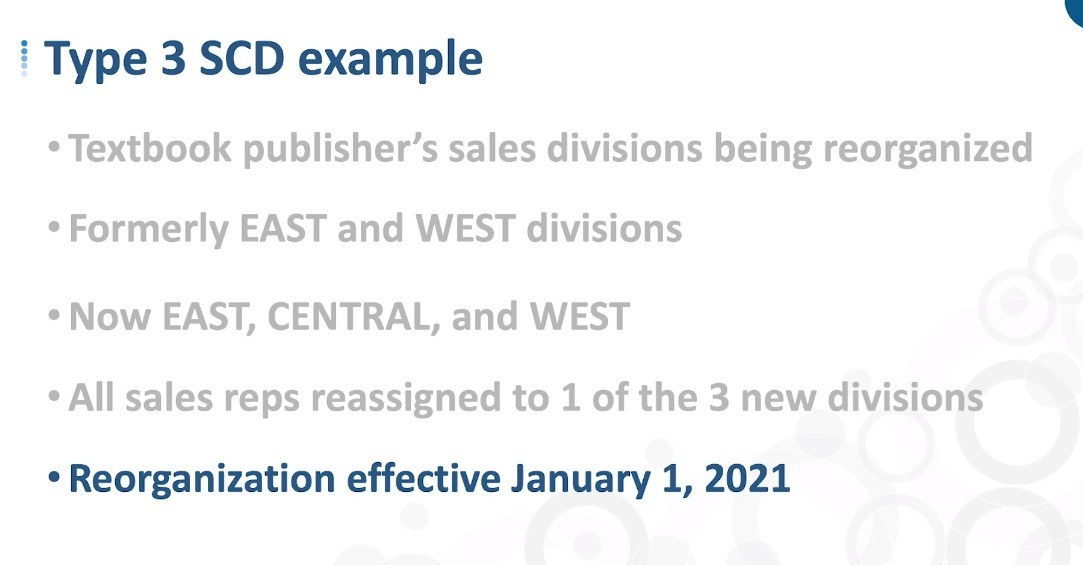 Type 3 SCD example
• Textbook publisher’s sales divisions being reorganized
• Formerly EAST and WEST divisions
• Now EAST, CENTRAL, and WEST
• All sales reps reassigned to 1 of the 3 new divisions
• Reorganization effective January 1, 2021